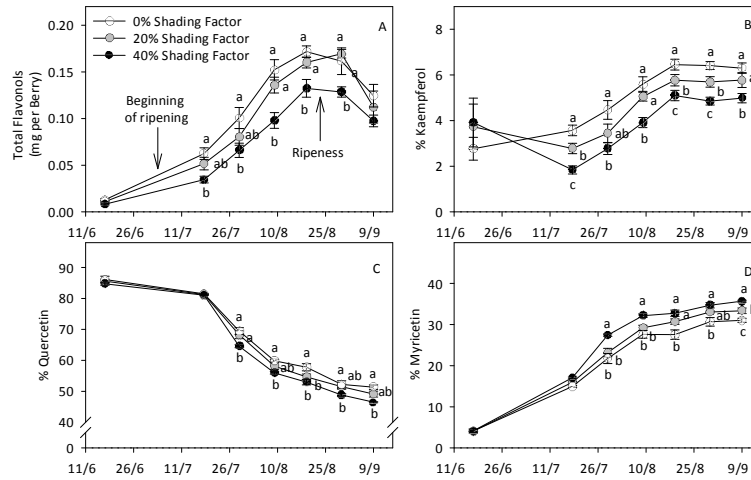 0% Shading Factor
20% Shading Factor
40% Shading Factor
A
Total Flavonols
(mg per Berry)
0.20
0.15
0.10
0.05
0.00
Beginning
of ripening
Ripeness
a
a
a
a
a
a
a
a
ab
ab
b
b
b
b
b
11/6
26/6
11/7
26/7
10/8
25/8
9/9
B
% Kaempferol
8
6
4
2
0
a
a
a
a
a
a
b
ab
a
b
b
a
c
b
b
c
c
b
11/6
26/6
11/7
26/7
10/8
25/8
9/9
C
% Quercetin
90
80
70
60
50
40
0
a
a
a
a
ab
b
ab
ab
b
b
b
b
b
11/6
26/6
11/7
26/7
10/8
25/8
9/9
D
% Myricetin
40
30
20
10
0
a
a
a
a
a
a
ab
b
b
b
b
b
b
c
11/6
26/6
11/7
26/7
10/8
25/8
9/9